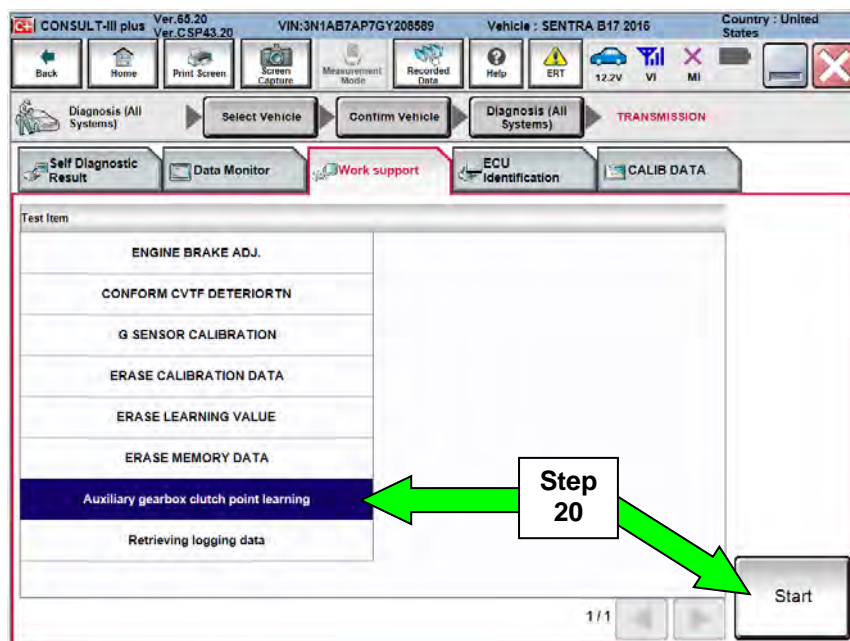 C+ CONSULT-III plus Ver.65.20 VIN:3N1AB7AP7GY208589 Vehicle : SENTRA B17 2016 Country : United
Ver.CSP43.20 States
Back Home Print Screen Screen Capture Measurement Mode Recorded Data Help ERT 12.2V VI MI
Diagnosis (All Systems) Select Vehicle Confirm Vehicle Diagnosis (All Systems) TRANSMISSION
Self Diagnostic Result Data Monitor Work support ECU Identification CALIB DATA
Test Item
ENGINE BRAKE ADJ.
CONFORM CVTF DETERIORTN
G SENSOR CALIBRATION
ERASE CALIBRATION DATA
ERASE LEARNING VALUE
ERASE MEMORY DATA
Auxiliary gearbox clutch point learning
Step
20
Retrieving logging data
Start
1/1